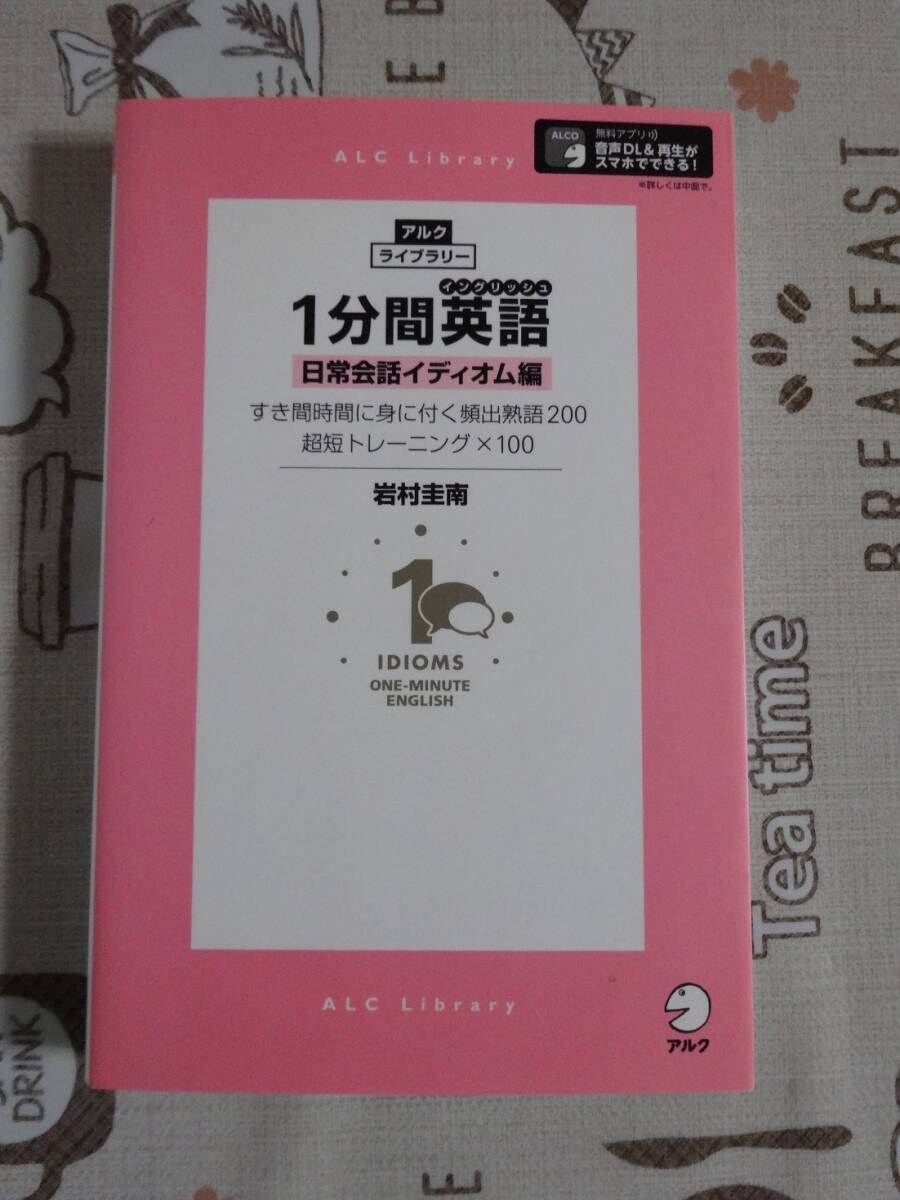 ALC Library
ALCO
無料アプリ
音声DL&再生が
スマホでできる!
※詳しくは中面で。
アルク
ライブラリー
イングリッシュ
1分間英語
日常会話イディオム編
すき間時間に身に付く頻出熟語200
超短トレーニング×100
岩村圭南
1
IDIOMS
ONE-MINUTE
ENGLISH
ALC Library
アルク
BREAKFAST
Tea time
DRINK